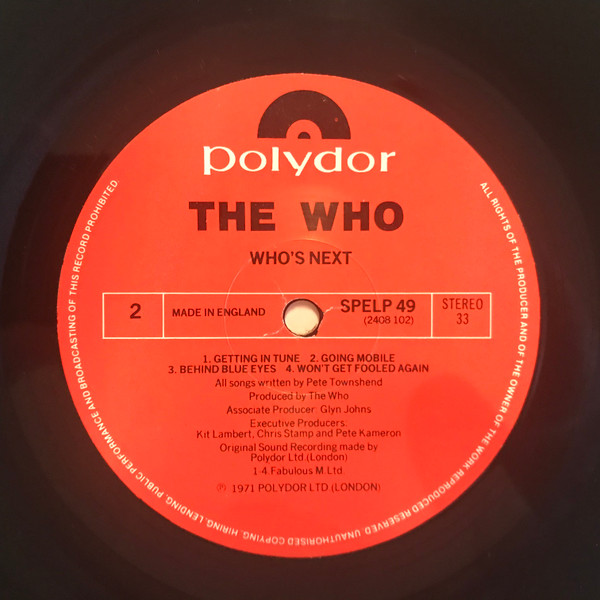 polydor
THE WHO
WHO'S NEXT
2
MADE IN ENGLAND
SPELP 49
(2408 102)
STEREO
33
1. GETTING IN TUNE 2. GOING MOBILE
3. BEHIND BLUE EYES 4. WON'T GET FOOLED AGAIN
All songs written by Pete Townshend
Produced by The Who
Associate Producer: Glyn Johns
Executive Producers:
Kit Lambert, Chris Stamp and Pete Kameron
Original Sound Recording made by
Polydor Ltd (London)
1-4 Fabulous M. Ltd.
Ⓟ 1971 POLYDOR LTD (LONDON)
ALL RIGHTS OF THE PRODUCER AND OF THE OWNER OF THE WORK REPRODUCED RESERVED. UNAUTHORISED COPYING, HIRING, LENDING, PUBLIC PERFORMANCE AND BROADCASTING OF THIS RECORD PROHIBITED.